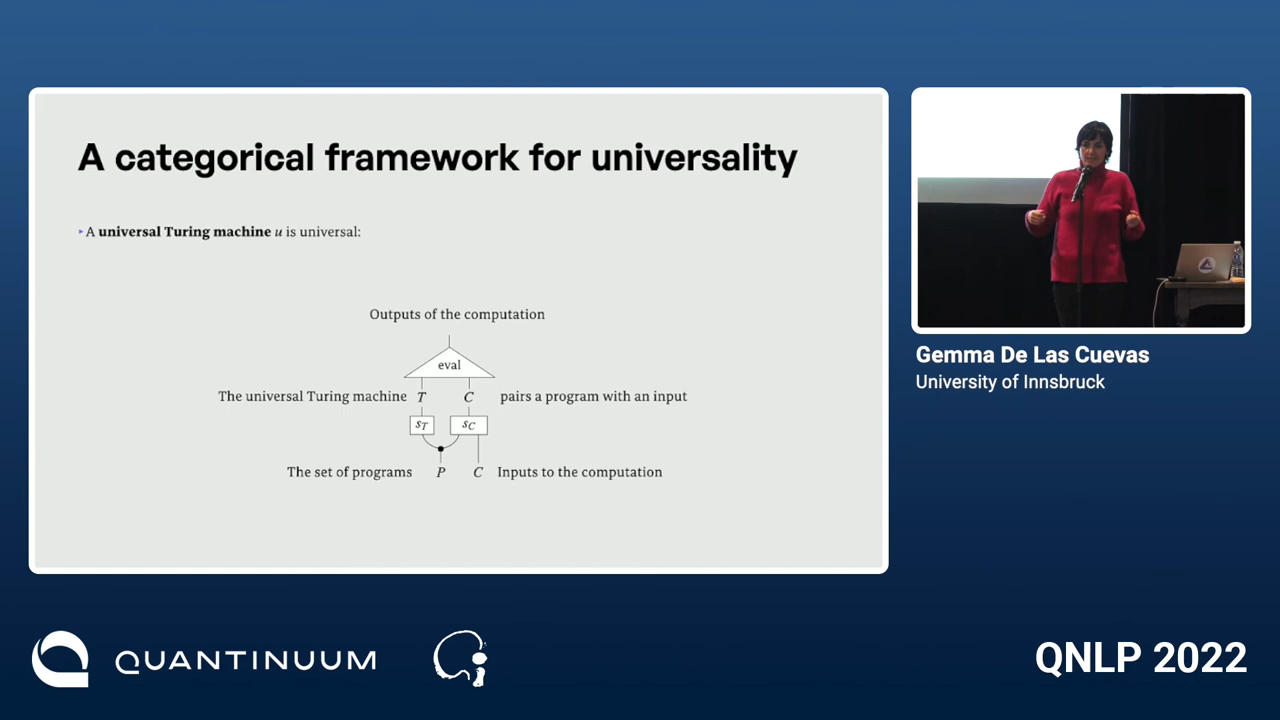 A categorical framework for universality
▸ A universal Turing machine u is universal:
Outputs of the computation
eval
The universal Turing machine T C pairs a program with an input
s_T s_C
The set of programs P C Inputs to the computation
Gemma De Las Cuevas
University of Innsbruck
QUANTINUUM
QNLP 2022